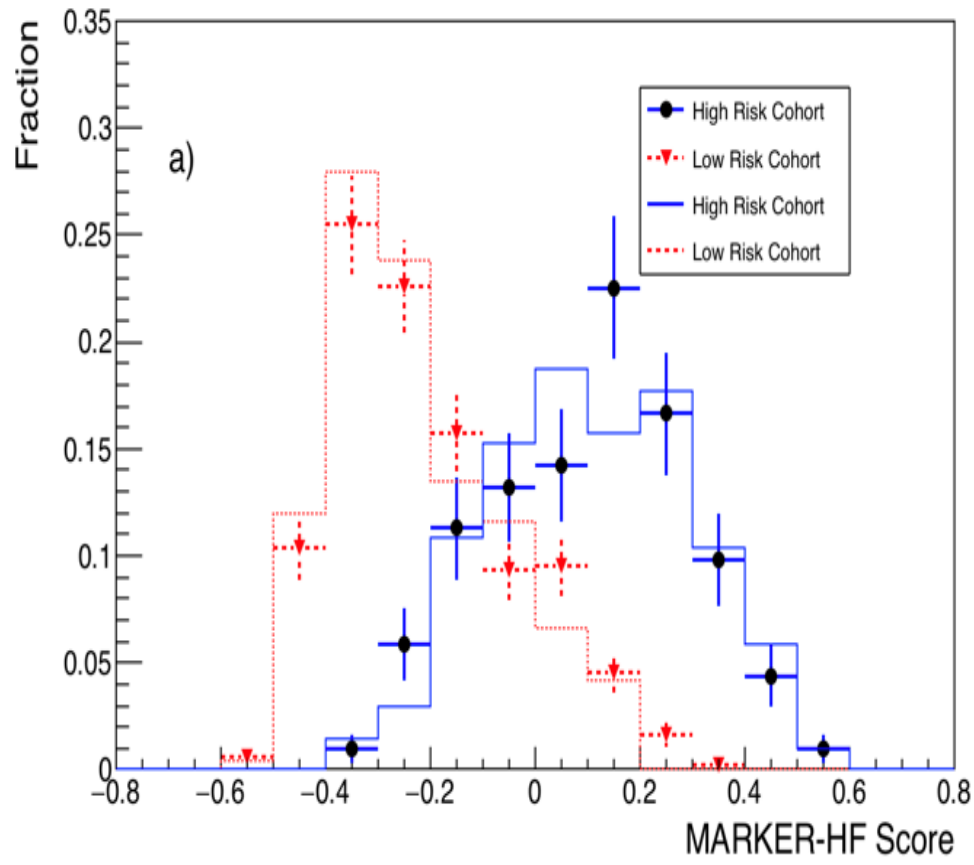 0.35
0.3
0.25
0.2
0.15
0.1
0.05
0
Fraction
a)
High Risk Cohort
Low Risk Cohort
High Risk Cohort
Low Risk Cohort
−0.8 −0.6 −0.4 −0.2 0 0.2 0.4 0.6 0.8
MARKER-HF Score